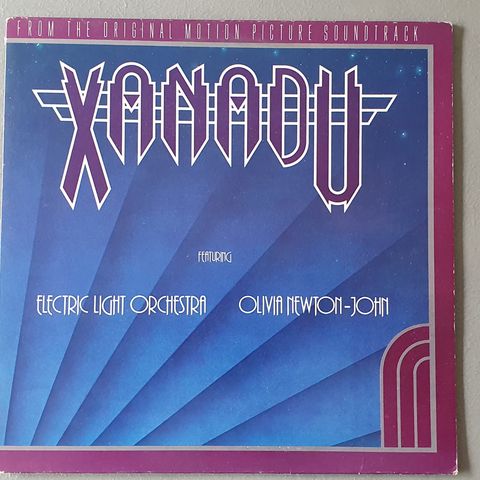 FROM THE ORIGINAL MOTION PICTURE SOUNDTRACK
XANADU
FEATURING
ELECTRIC LIGHT ORCHESTRA OLIVIA NEWTON-JOHN